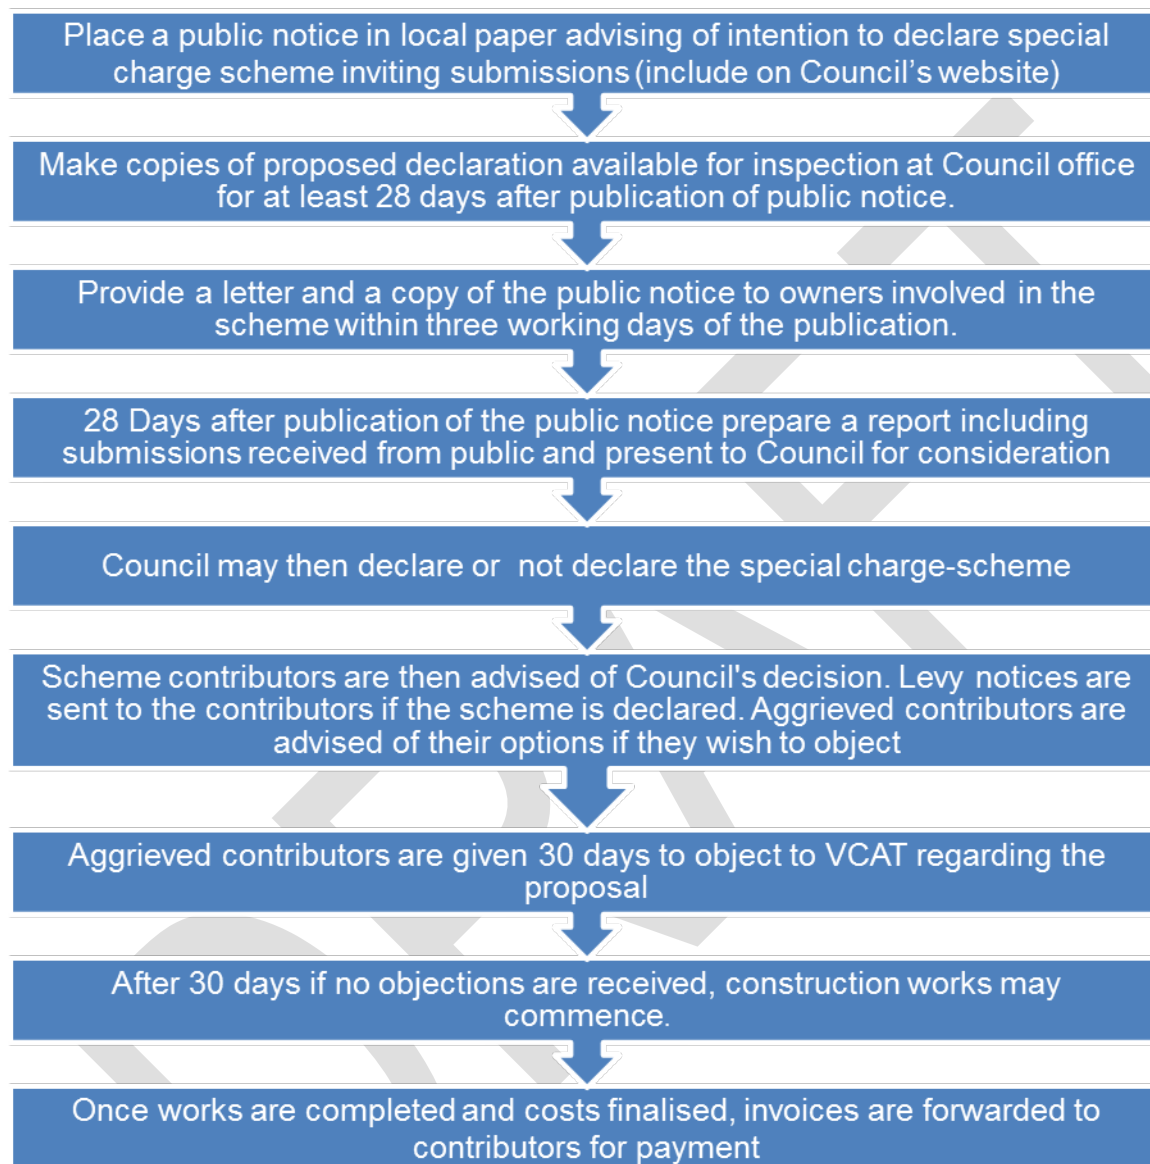 Place a public notice in local paper advising of intention to declare special
charge scheme inviting submissions (include on Council's website)
Make copies of proposed declaration available for inspection at Council office
for at least 28 days after publication of public notice.
Provide a letter and a copy of the public notice to owners involved in the
scheme within three working days of the publication.
28 Days after publication of the public notice prepare a report including
submissions received from public and present to Council for consideration
Council may then declare or not declare the special charge-scheme
Scheme contributors are then advised of Council's decision. Levy notices are
sent to the contributors if the scheme is declared. Aggrieved contributors are
advised of their options if they wish to object
Aggrieved contributors are given 30 days to object to VCAT regarding the
proposal
After 30 days if no objections are received, construction works may
commence.
Once works are completed and costs finalised, invoices are forwarded to
contributors for payment